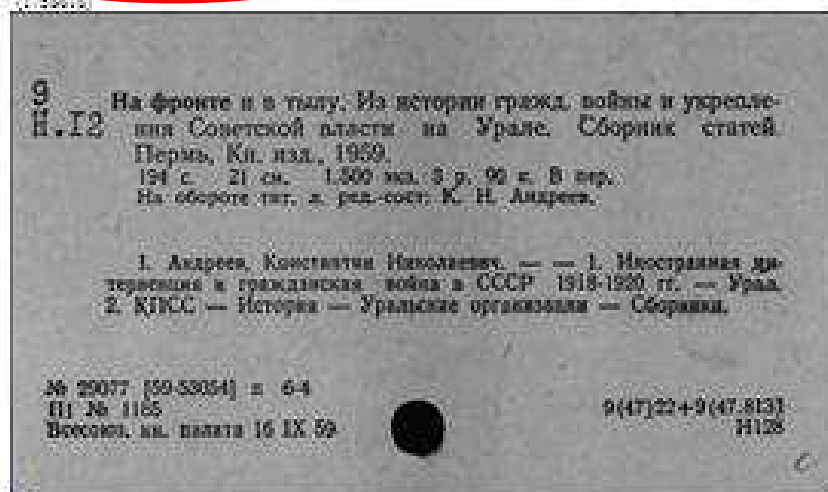 9
Н.12
На фронте и в тылу. Из истории гражд. войны и укрепле-
ния Советской власти на Урале. Сборник статей.
Пермь, Кн. изд., 1959.
194 с. 21 см. 1.500 экз. 3 р. 90 к. В пер.
На обороте тит. л. ред.-сост. К. Н. Андреев.
1. Андреев, Константин Николаевич. — — 1. Иностранная ин-
тервенция и гражданская война в СССР 1918-1920 гг. — Урал.
2. КПСС — История — Уральские организации — Сборники.
№ 29077 [59-53054] п 6-4
П1 № 1185
Всесоюз. кн. палата 16 IX 59
9(47)22+9(47.813)
Н128